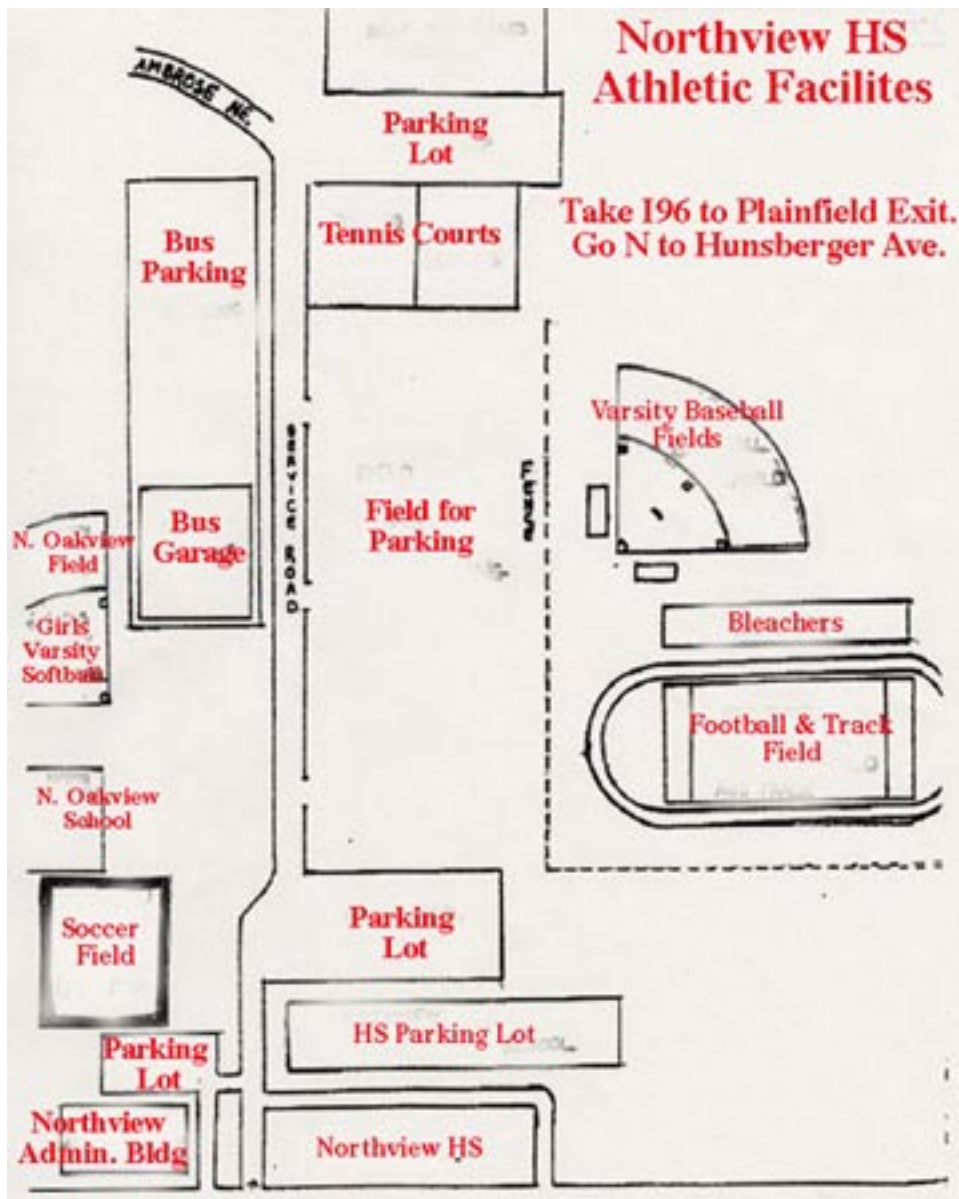 Northview HS
Athletic Facilites
AMBROSE NE.
Parking
Lot
Take I96 to Plainfield Exit.
Go N to Hunsberger Ave.
Bus
Parking
Tennis Courts
Varsity Baseball
Fields
SERVICE ROAD
FENCE
Field for
Parking
Bus
Garage
N. Oakview
Field
Girls
Varsity
Softball
Bleachers
Football & Track
Field
N. Oakview
School
Soccer
Field
Parking
Lot
HS Parking Lot
Parking
Lot
Northview
Admin. Bldg
Northview HS